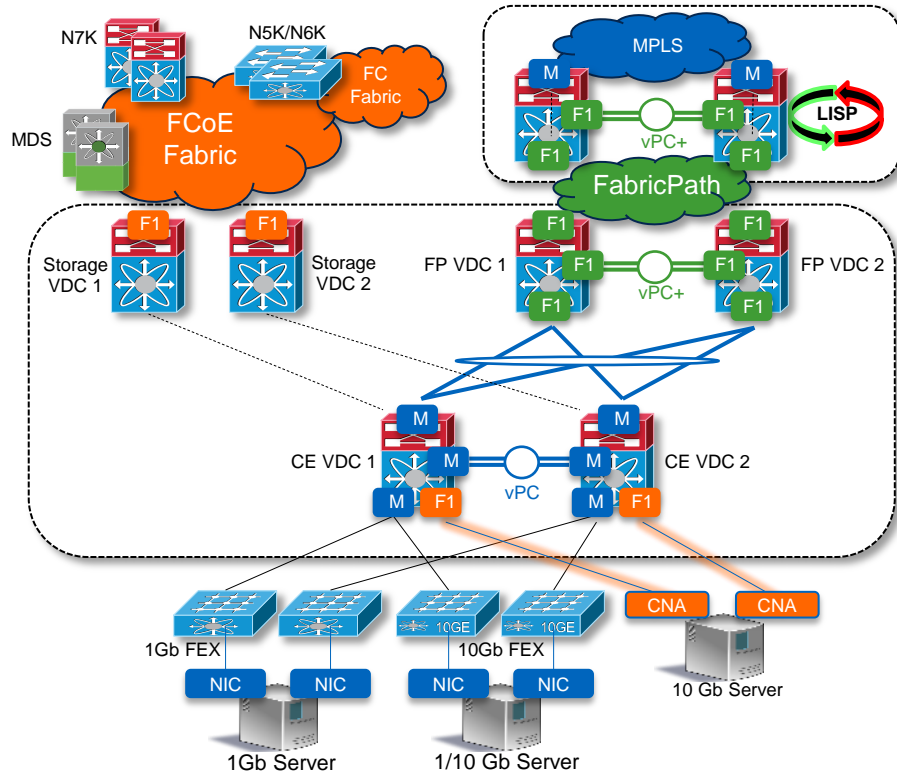 N7K
N5K/N6K
FC
Fabric
MDS
FCoE
Fabric
MPLS
M
M
F1
F1
vPC+
F1
F1
LISP
FabricPath
F1
F1
F1
F1
Storage
VDC 1
Storage
VDC 2
FP VDC 1
F1
F1
FP VDC 2
vPC+
F1
F1
M
M
CE VDC 1
M
M
CE VDC 2
vPC
M
F1
M
F1
CNA
CNA
10GE
10GE
1Gb FEX
10Gb FEX
NIC
NIC
NIC
NIC
10 Gb Server
1Gb Server
1/10 Gb Server